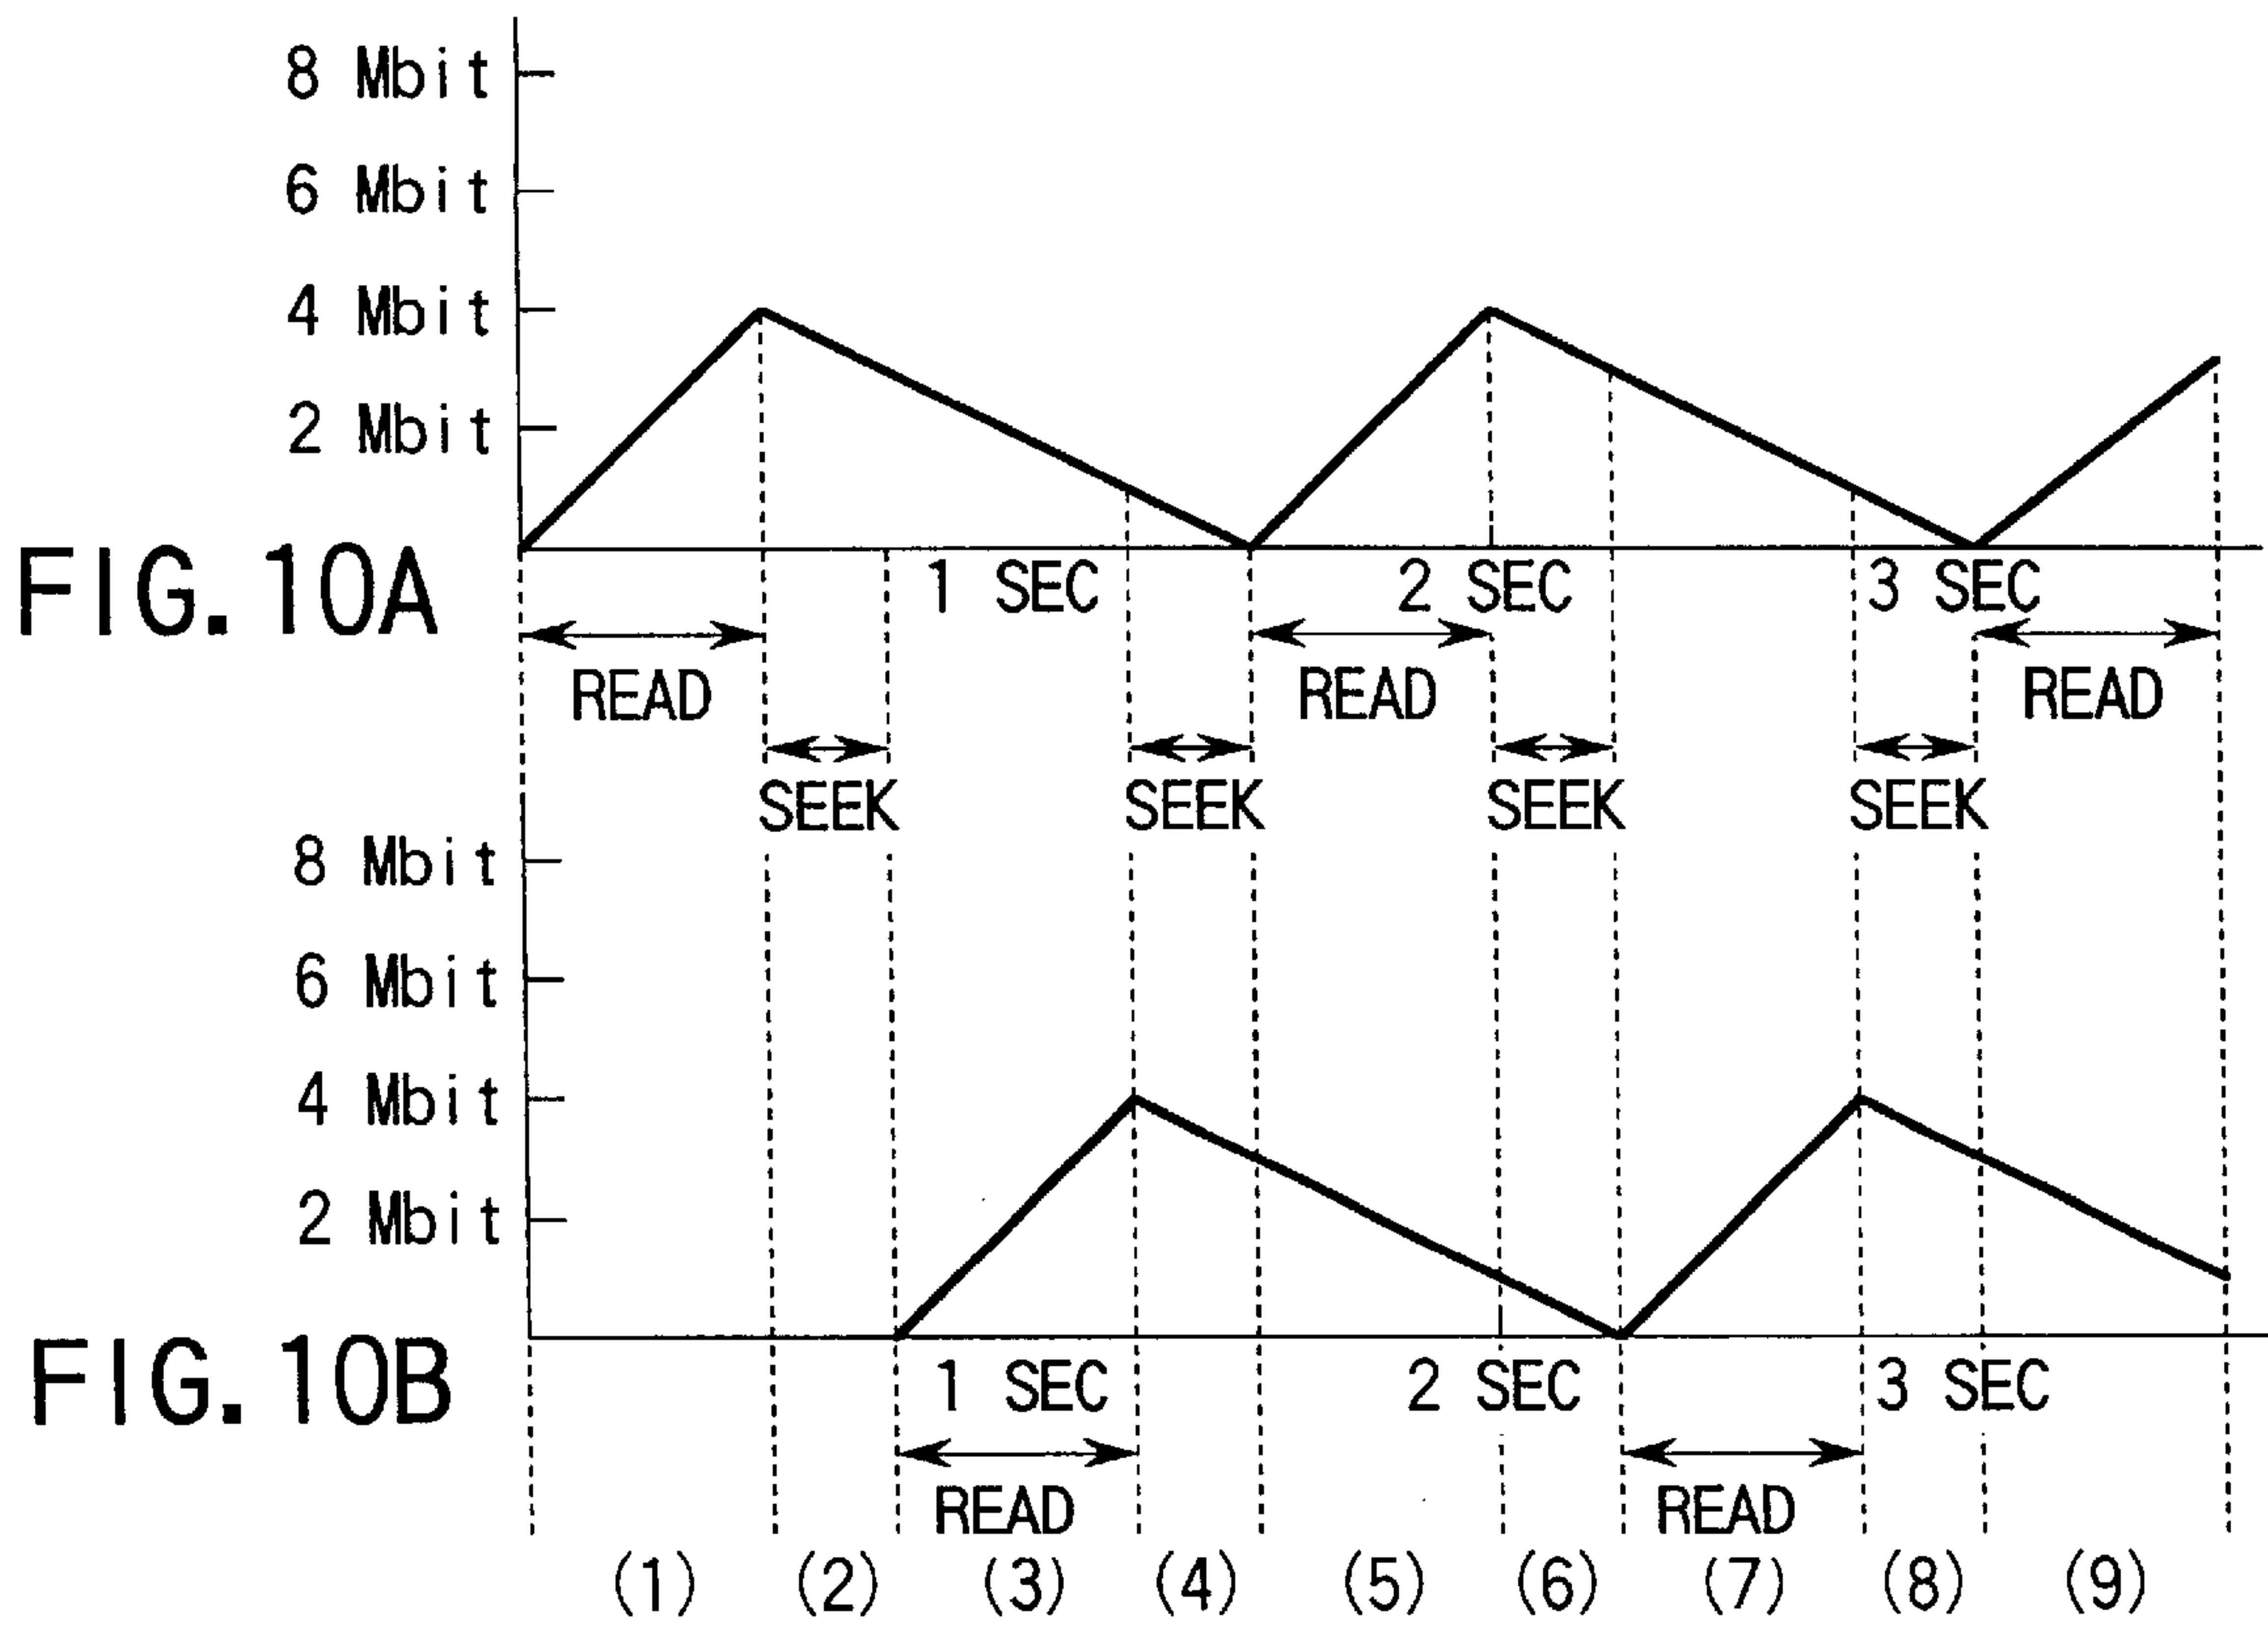 8 Mbit
6 Mbit
4 Mbit
2 Mbit
FIG. 10A
1 SEC 2 SEC 3 SEC
READ READ READ
SEEK SEEK SEEK SEEK
8 Mbit
6 Mbit
4 Mbit
2 Mbit
FIG. 10B
1 SEC 2 SEC 3 SEC
READ READ
(1) (2) (3) (4) (5) (6) (7) (8) (9)